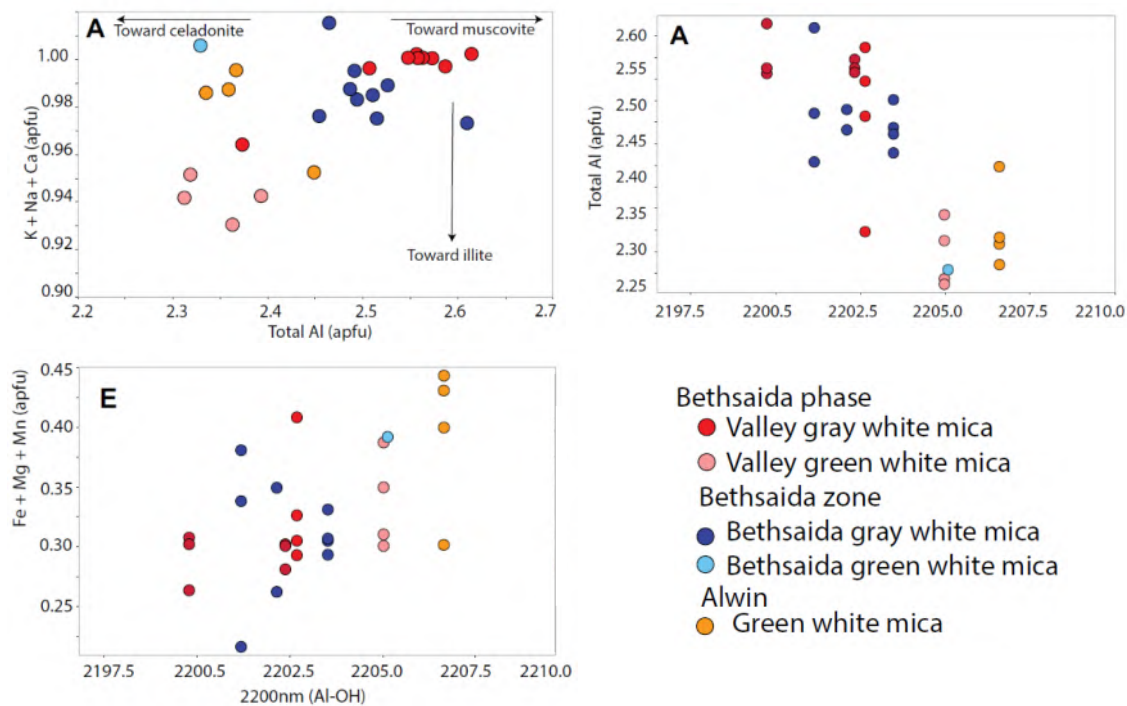 A
Toward celadonite
Toward muscovite
1.00
0.98
0.96
0.94
0.92
0.90
K + Na + Ca (apfu)
Toward illite
2.2 2.3 2.4 2.5 2.6 2.7
Total Al (apfu)
A
2.60
2.55
2.50
2.45
2.40
2.35
2.30
2.25
Total Al (apfu)
2197.5 2200.5 2202.5 2205.0 2207.5 2210.0
E
0.45
0.40
0.35
0.30
0.25
Fe + Mg + Mn (apfu)
2197.5 2200.5 2202.5 2205.0 2207.5 2210.0
2200nm (Al-OH)
Bethsaida phase
Valley gray white mica
Valley green white mica
Bethsaida zone
Bethsaida gray white mica
Bethsaida green white mica
Alwin
Green white mica